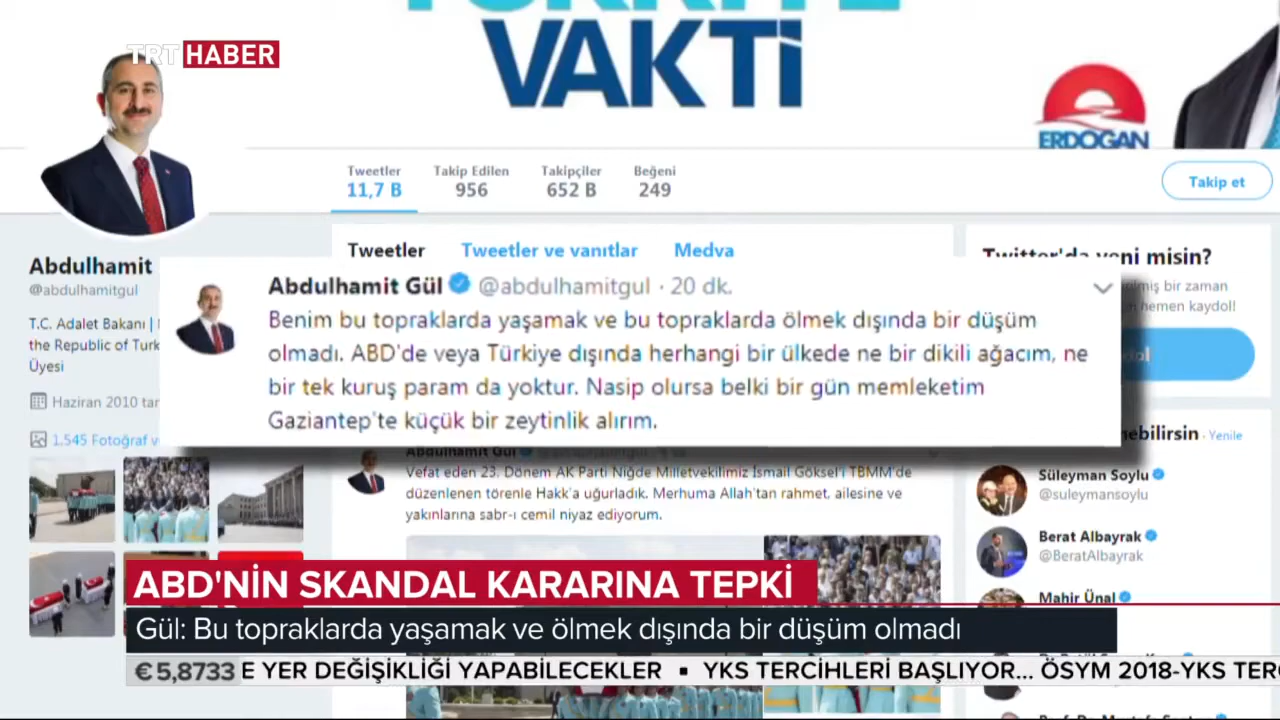 VAKTİ
TRT HABER
ERDOĞAN
Tweetler
Takip Edilen
Takipçiler
Beğeni
11,7 B
956
652 B
249
Takip et
Abdulhamit
@abdulhamitgul
T.C. Adalet Bakanı |
the Republic of Turk
Üyesi
Haziran 2010 tar
1.545 Fotoğraf v
Tweetler
Tweetler ve vanıtlar
Medva
Twitter'da yeni misin?
Abdulhamit Gül @abdulhamitgul · 20 dk.
Benim bu topraklarda yaşamak ve bu topraklarda ölmek dışında bir düşüm
olmadı. ABD'de veya Türkiye dışında herhangi bir ülkede ne bir dikili ağacım, ne
bir tek kuruş param da yoktur. Nasip olursa belki bir gün memleketim
Gaziantep'te küçük bir zeytinlik alırım.
bir zaman
hemen kaydol!
Abdulhamit Gül
Vefat eden 23. Dönem AK Parti Niğde Milletvekilimiz İsmail Göksel'i TBMM'de
düzenlenen törenle Hakk'a uğurladık. Merhuma Allah'tan rahmet, ailesine ve
yakınlarına sabr-ı cemil niyaz ediyorum.
ebilirsin · Yenile
Süleyman Soylu
@suleymansoylu
Berat Albayrak
@BeratAlbayrak
Mahir Ünal
ABD'NİN SKANDAL KARARINA TEPKİ
Gül: Bu topraklarda yaşamak ve ölmek dışında bir düşüm olmadı
€ 5,8733 E YER DEĞİŞİKLİĞİ YAPABİLECEKLER ▪ YKS TERCİHLERİ BAŞLIYOR... ÖSYM 2018-YKS TERC